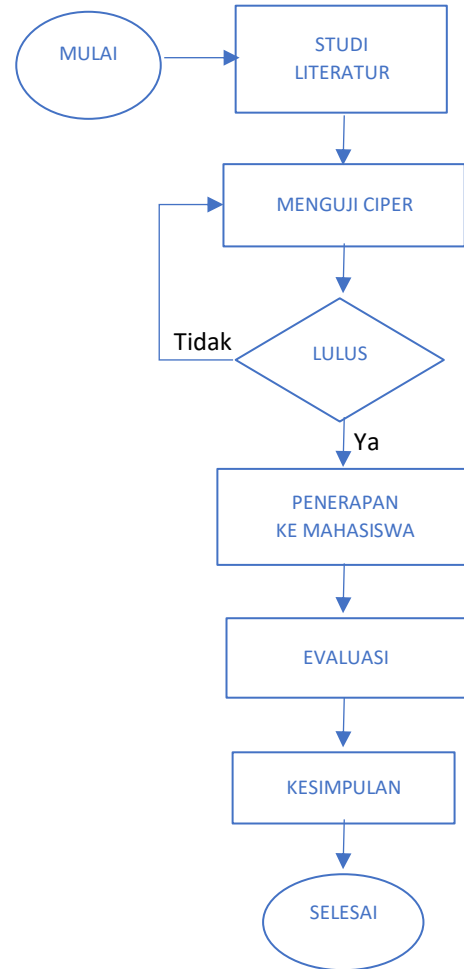 MULAI
STUDI
LITERATUR
MENGUJI CIPER
Tidak
LULUS
Ya
PENERAPAN
KE MAHASISWA
EVALUASI
KESIMPULAN
SELESAI